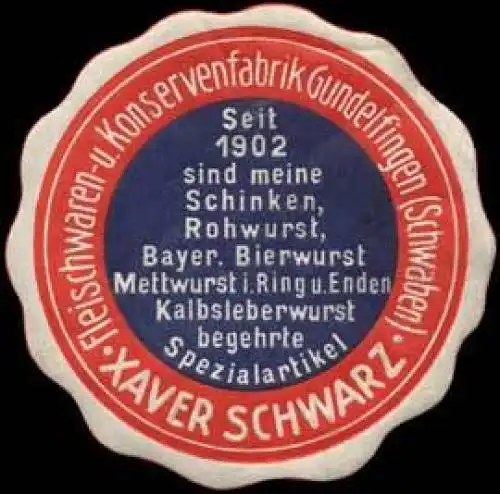 Fleischwaren- u. Konservenfabrik Gundelfingen (Schwaben)
· XAVER SCHWARZ ·
Seit
1902
sind meine
Schinken,
Rohwurst,
Bayer. Bierwurst
Mettwurst i. Ring u. Enden
Kalbsleberwurst
begehrte
Spezialartikel